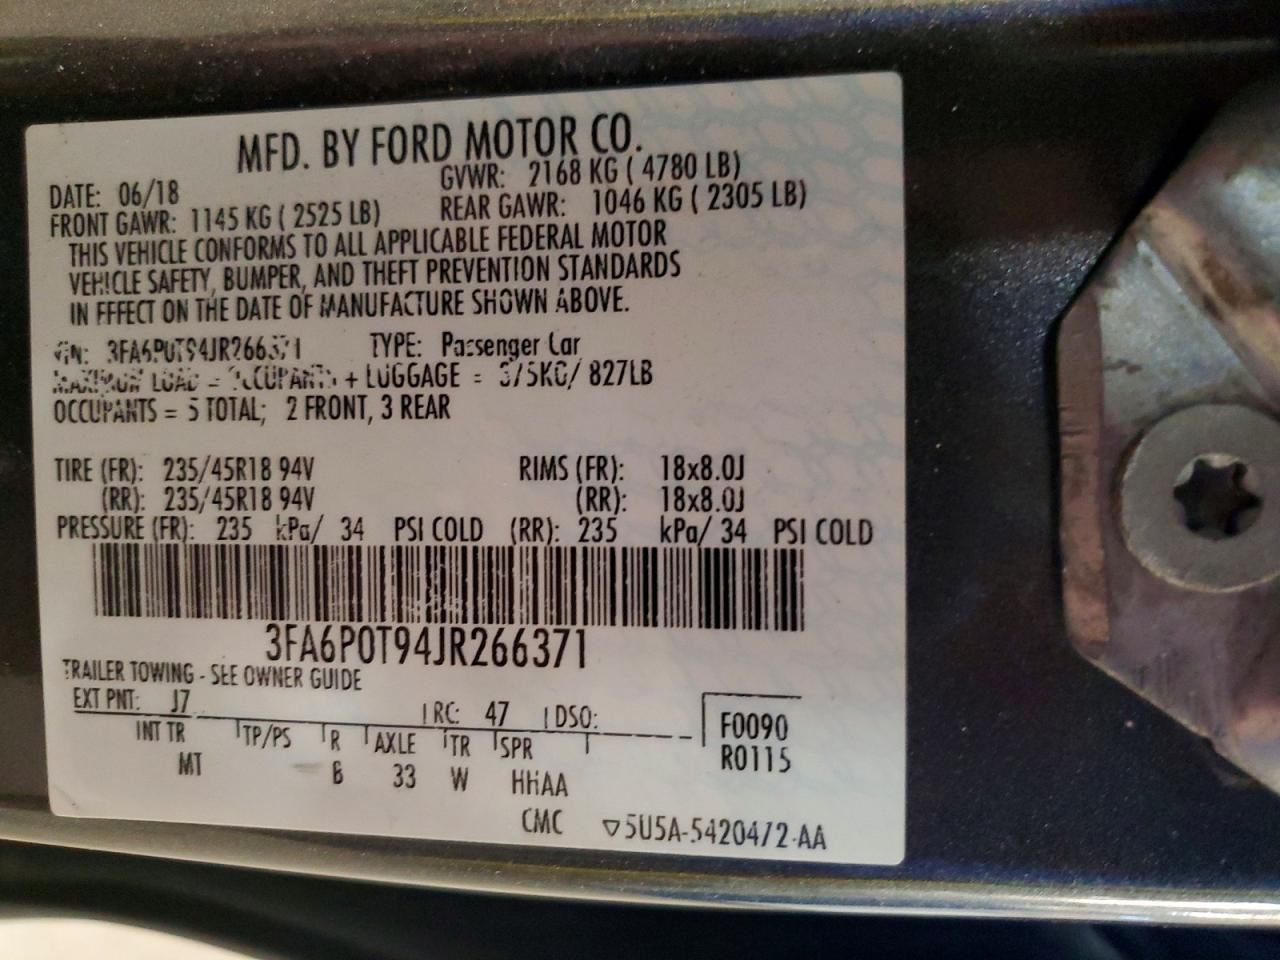 MFD. BY FORD MOTOR CO.
DATE: 06/18 GVWR: 2168 KG ( 4780 LB)
FRONT GAWR: 1145 KG ( 2525 LB) REAR GAWR: 1046 KG ( 2305 LB)
THIS VEHICLE CONFORMS TO ALL APPLICABLE FEDERAL MOTOR
VEHICLE SAFETY, BUMPER, AND THEFT PREVENTION STANDARDS
IN EFFECT ON THE DATE OF MANUFACTURE SHOWN ABOVE.
VIN: 3FA6P0T94JR266371 TYPE: Passenger Car
MAXIMUM LOAD = OCCUPANTS + LUGGAGE = 375KG/ 827LB
OCCUPANTS = 5 TOTAL; 2 FRONT, 3 REAR
TIRE (FR): 235/45R18 94V RIMS (FR): 18x8.0J
(RR): 235/45R18 94V (RR): 18x8.0J
PRESSURE (FR): 235 kPa/ 34 PSI COLD (RR): 235 kPa/ 34 PSI COLD
3FA6P0T94JR266371
TRAILER TOWING - SEE OWNER GUIDE
EXT PNT: J7 RC: 47 DSO:
INT TR TP/PS R AXLE TR SPR F0090
MT B 33 W HHAA R0115
CMC ▽5U5A-5420472-AA